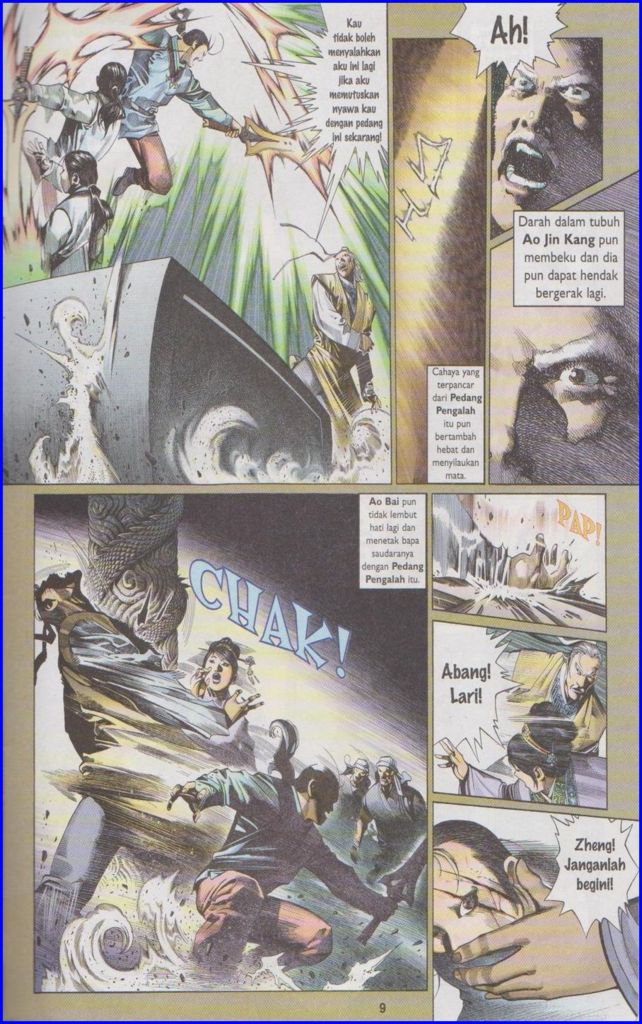 Kau
tidak boleh
menyalahkan
aku ini lagi
jika aku
memutuskan
nyawa kau
dengan pedang
ini sekarang!
Ah!
Darah dalam tubuh
Ao Jin Kang pun
membeku dan dia
pun dapat hendak
bergerak lagi.
Cahaya yang
terpancar
dari Pedang
Pengalah
itu pun
bertambah
hebat dan
menyilaukan
mata.
Ao Bai pun
tidak lembut
hati lagi dan
menetak bapa
saudaranya
dengan Pedang
Pengalah itu.
CHAK!
PAP!
Abang!
Lari!
Zheng!
Janganlah
begini!
9